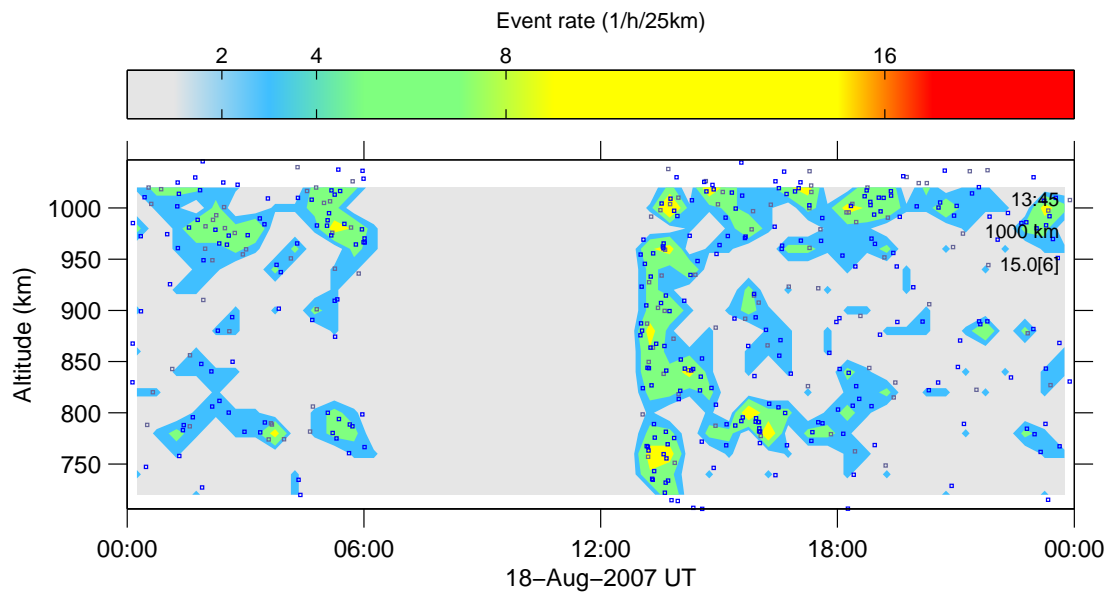 Event rate (1/h/25km)
2 4 8 16
1000
950
900
850
800
750
Altitude (km)
13:45
1000 km
15.0[6]
00:00 06:00 12:00 18:00 00:00
18–Aug–2007 UT